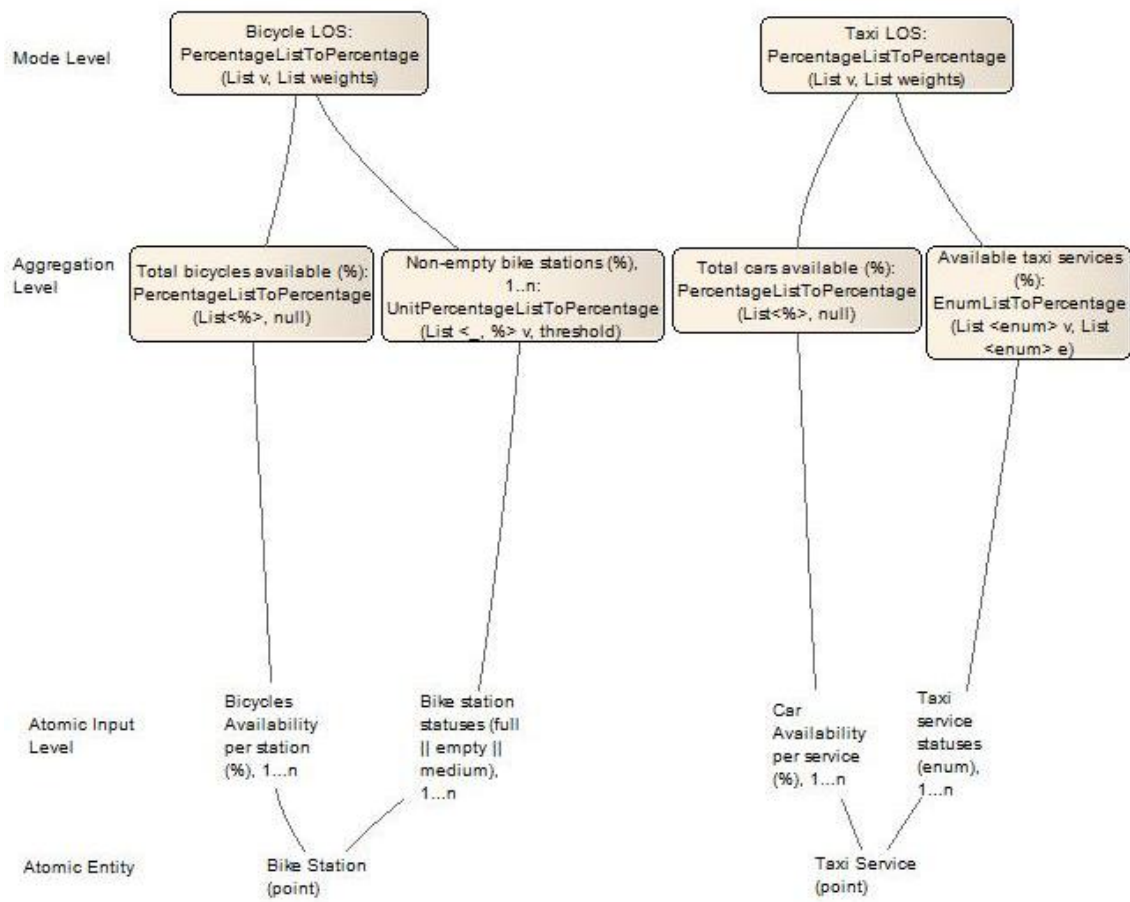 Mode Level
Bicycle LOS:
PercentageListToPercentage
(List v, List weights)
Taxi LOS:
PercentageListToPercentage
(List v, List weights)
Aggregation
Level
Total bicycles available (%):
PercentageListToPercentage
(List<%>, null)
Non-empty bike stations (%),
1..n:
UnitPercentageListToPercentage
(List <_, %> v, threshold)
Total cars available (%):
PercentageListToPercentage
(List<%>, null)
Available taxi services
(%):
EnumListToPercentage
(List <enum> v, List
<enum> e)
Atomic Input
Level
Bicycles
Availability
per station
(%), 1...n
Bike station
statuses (full
|| empty ||
medium),
1...n
Car
Availability
per service
(%), 1...n
Taxi
service
statuses
(enum),
1...n
Atomic Entity
Bike Station
(point)
Taxi Service
(point)